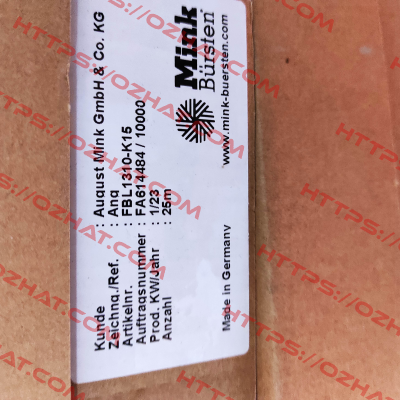 Kunde : August Mink GmbH & Co. KG
Zeichng./Ref. : Ang
Artikelnr. : FBL1310-K15
Auftragsnummer : FA614484 / 10000
Prod. KW/Jahr : 1/23
Anzahl : 25m
Made in Germany
Mink
Bürsten®
www.mink-buersten.com
HTTPS://OZHAT.COM
HTTPS://OZHAT.COM
HTTPS://OZHAT.COM
HTTPS://OZHAT.COM
HTTPS://OZHAT.COM